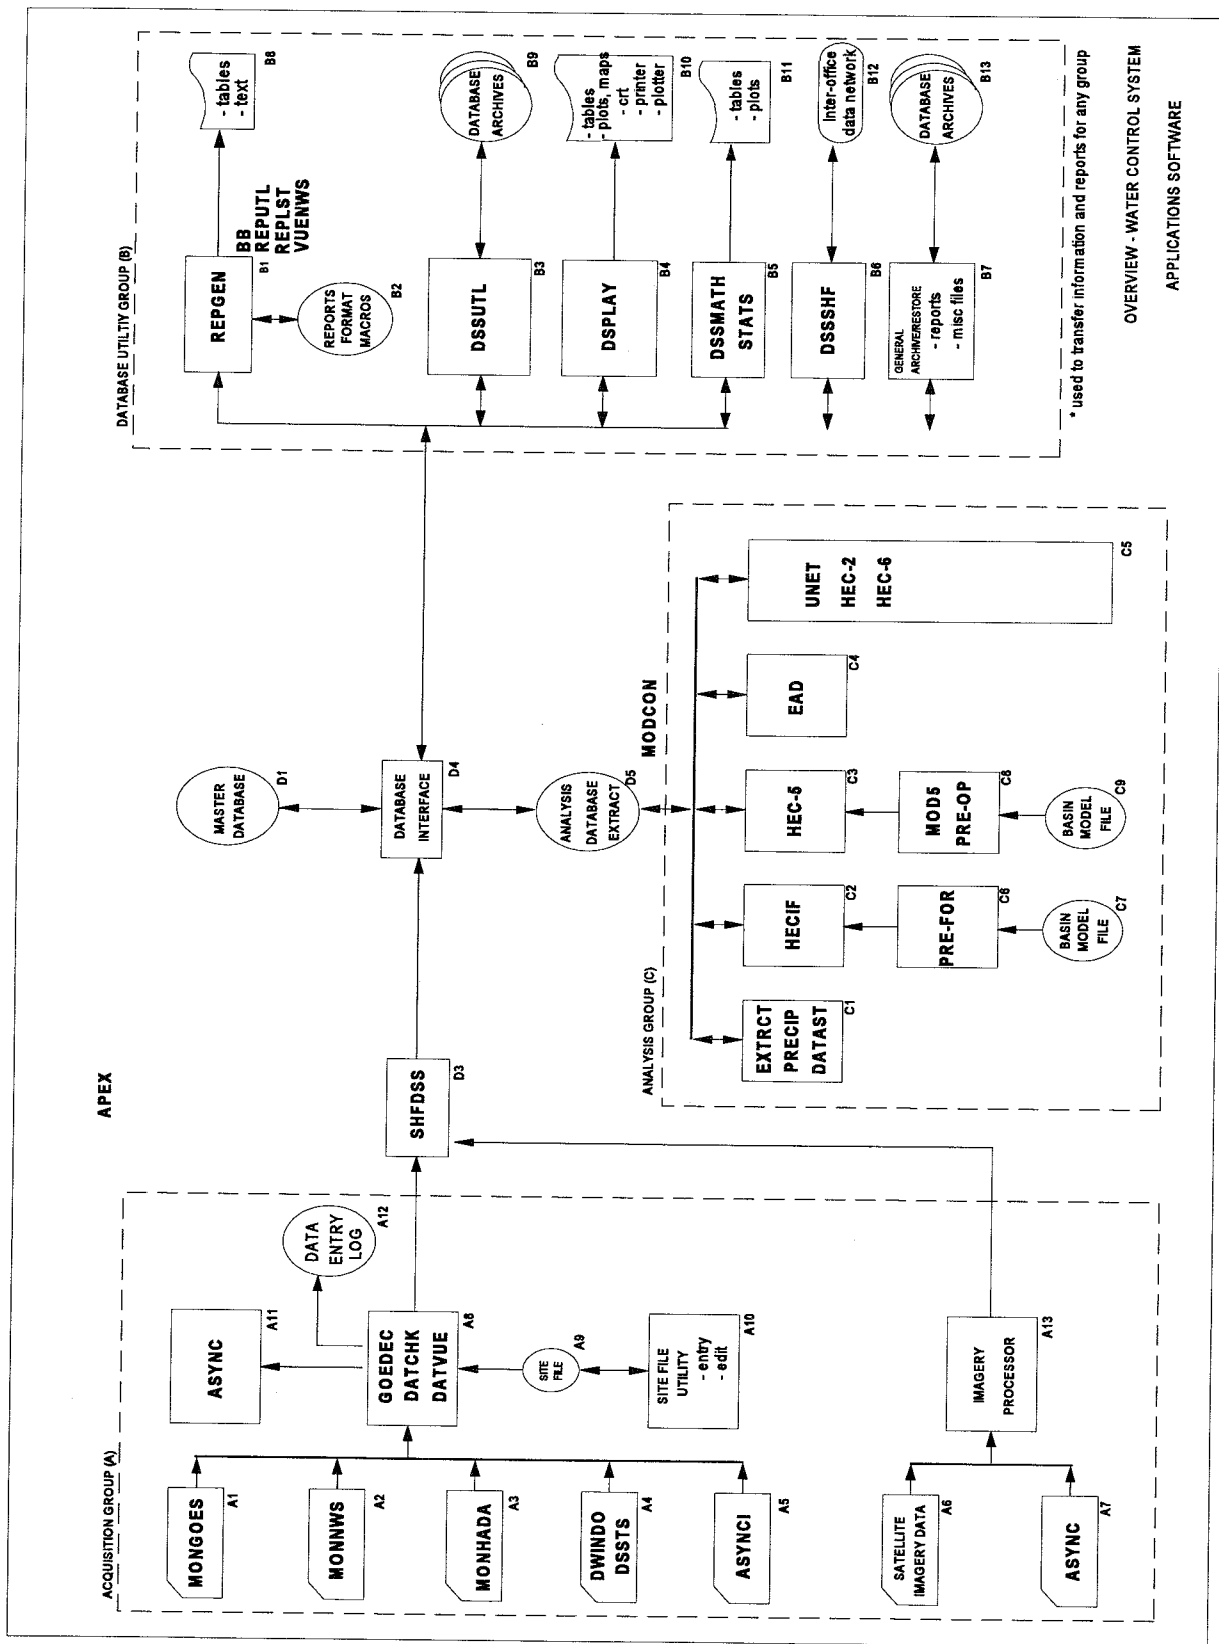 APEX
ACQUISITION GROUP (A)
MONGOES
A1
MONNWS
A2
MONHADA
A3
DWINDO
DSSTS
A4
ASYNCI
A5
SATELLITE
IMAGERY DATA
A6
ASYNC
A7
ASYNC
A11
DATA
ENTRY
LOG
A12
GOEDEC
DATCHK
DATVUE
A8
SITE
FILE
A9
SITE FILE
UTILITY
- entry
- edit
A10
IMAGERY
PROCESSOR
A13
SHFDSS
D3
MASTER
DATABASE
D1
DATABASE
INTERFACE
D4
ANALYSIS
DATABASE
EXTRACT
D5
MODCON
ANALYSIS GROUP (C)
EXTRCT
PRECIP
DATAST
C1
HECIF
C2
HEC-5
C3
EAD
C4
UNET
HEC-2
HEC-6
C5
PRE-FOR
C6
MOD5
PRE-OP
C8
BASIN
MODEL
FILE
C7
BASIN
MODEL
FILE
C9
DATABASE UTILTIY GROUP (B)
REPGEN
B1
BB
REPUTL
REPLST
VUENWS
- tables
- text
B8
REPORTS
FORMAT
MACROS
B2
DSSUTL
B3
DATABASE
ARCHIVES
B9
DSPLAY
B4
- tables
- plots, maps
- crt
- printer
- plotter
B10
DSSMATH
STATS
B5
- tables
- plots
B11
DSSSHF
B6
Inter-office
data network
B12
GENERAL
ARCHIVE/RESTORE
- reports
- misc files
B7
DATABASE
ARCHIVES
B13
* used to transfer information and reports for any group
OVERVIEW - WATER CONTROL SYSTEM
APPLICATIONS SOFTWARE